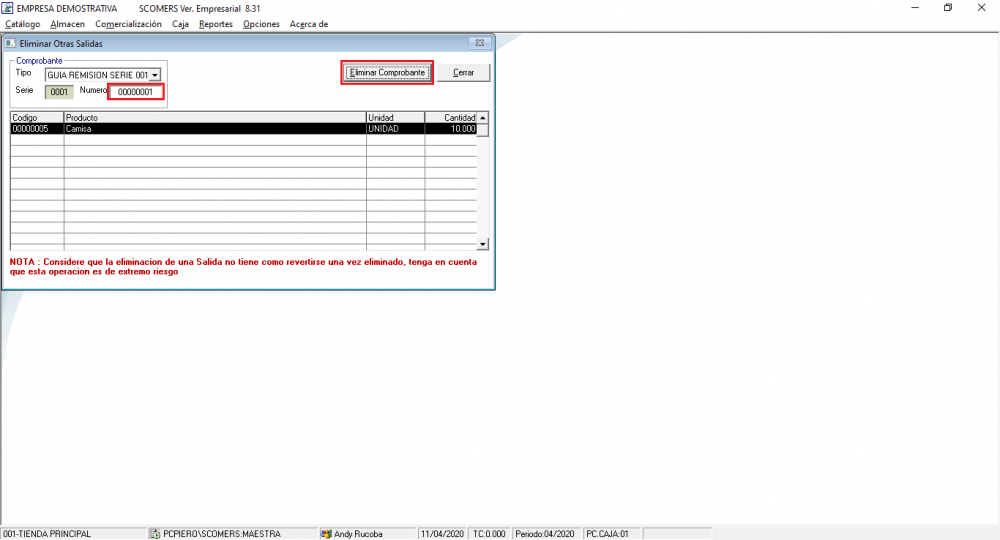 EMPRESA DEMOSTRATIVA SCOMERS Ver. Empresarial 8.31
Catálogo Almacen Comercialización Caja Reportes Opciones Acerca de
Eliminar Otras Salidas
Comprobante
Tipo GUIA REMISION SERIE 001
Eliminar Comprobante Cerrar
Serie 0001 Numero 00000001
Codigo Producto Unidad Cantidad
00000005 Camisa UNIDAD 10.000
NOTA : Considere que la eliminacion de una Salida no tiene como revertirse una vez eliminado, tenga en cuenta
que esta operacion es de extremo riesgo
001-TIENDA PRINCIPAL PCPIERO\SCOMERS:MAESTRA Andy Rucoba 11/04/2020 TC:0.000 Periodo:04/2020 PC.CAJA:01